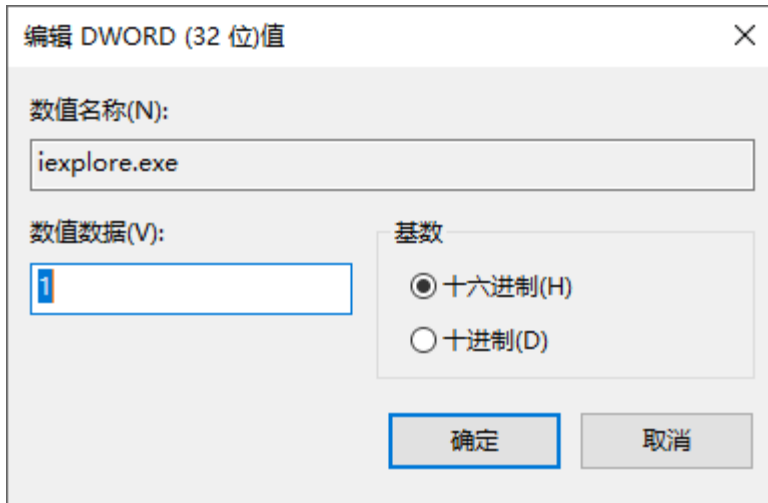 编辑 DWORD (32 位)值
数值名称(N):
iexplore.exe
数值数据(V):
1
基数
十六进制(H)
十进制(D)
确定
取消